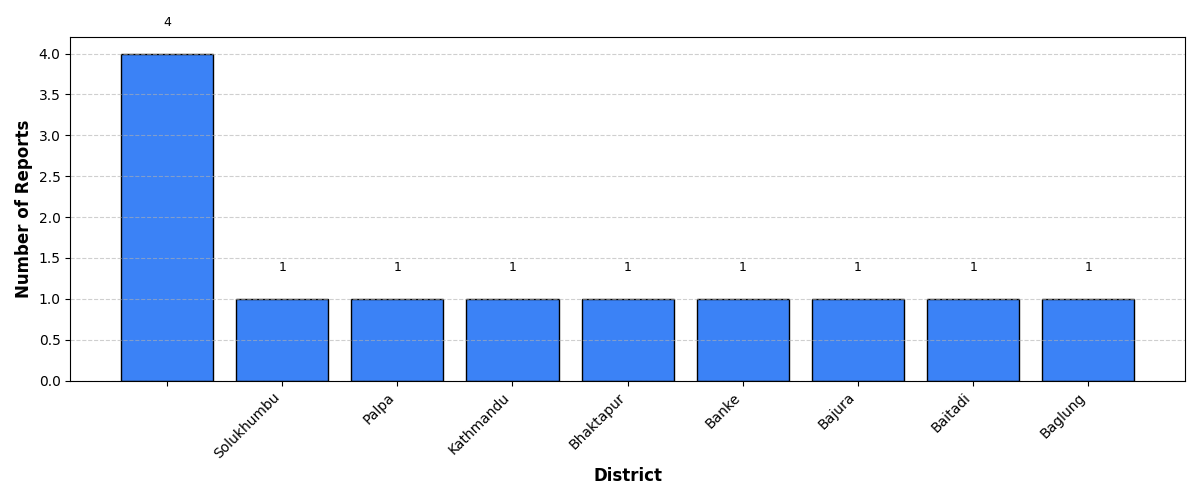 4
4.0
3.5
3.0
2.5
2.0
1.5
1.0
0.5
0.0
Number of Reports
1 1 1 1 1 1 1 1
Solukhumbu Palpa Kathmandu Bhaktapur Banke Bajura Baitadi Baglung
District